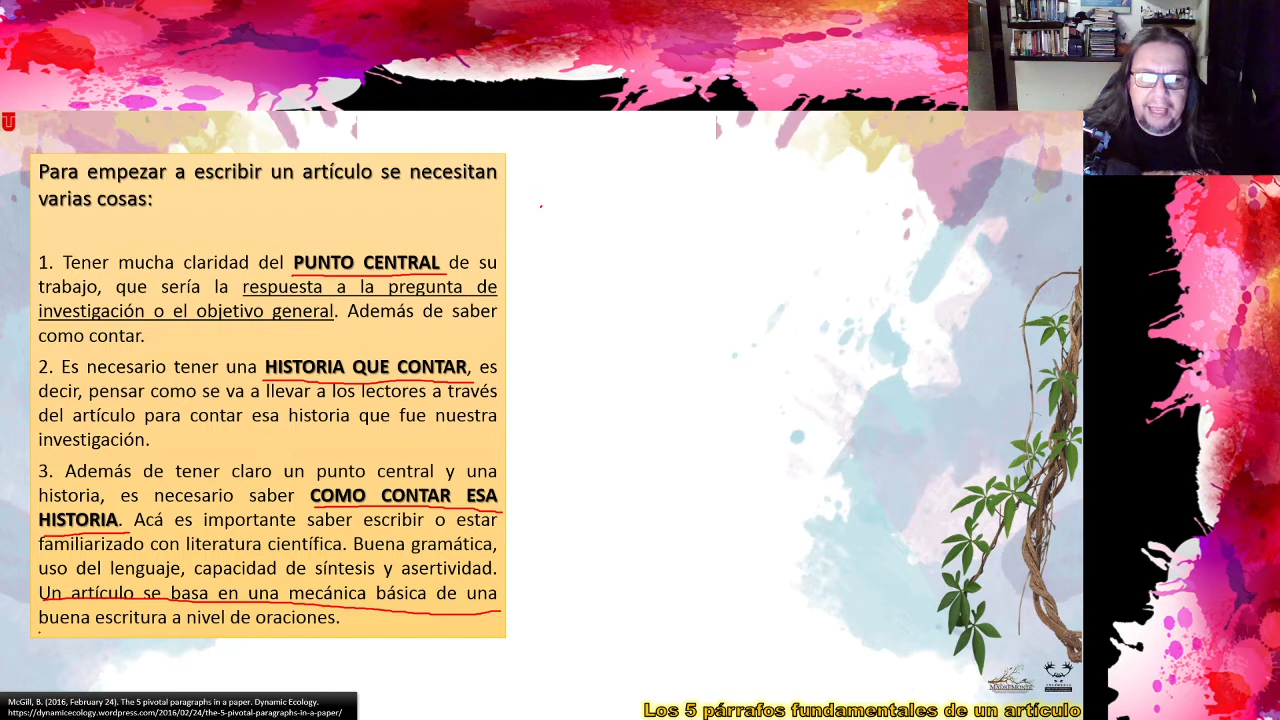 Para empezar a escribir un artículo se necesitan
varias cosas:
1. Tener mucha claridad del PUNTO CENTRAL de su
trabajo, que sería la respuesta a la pregunta de
investigación o el objetivo general. Además de saber
como contar.
2. Es necesario tener una HISTORIA QUE CONTAR, es
decir, pensar como se va a llevar a los lectores a través
del artículo para contar esa historia que fue nuestra
investigación.
3. Además de tener claro un punto central y una
historia, es necesario saber COMO CONTAR ESA
HISTORIA. Acá es importante saber escribir o estar
familiarizado con literatura científica. Buena gramática,
uso del lenguaje, capacidad de síntesis y asertividad.
Un artículo se basa en una mecánica básica de una
buena escritura a nivel de oraciones.
McGill, B. (2016, February 24). The 5 pivotal paragraphs in a paper. Dynamic Ecology.
https://dynamicecology.wordpress.com/2016/02/24/the-5-pivotal-paragraphs-in-a-paper/
MADREMONTE
Los 5 párrafos fundamentales de un artículo